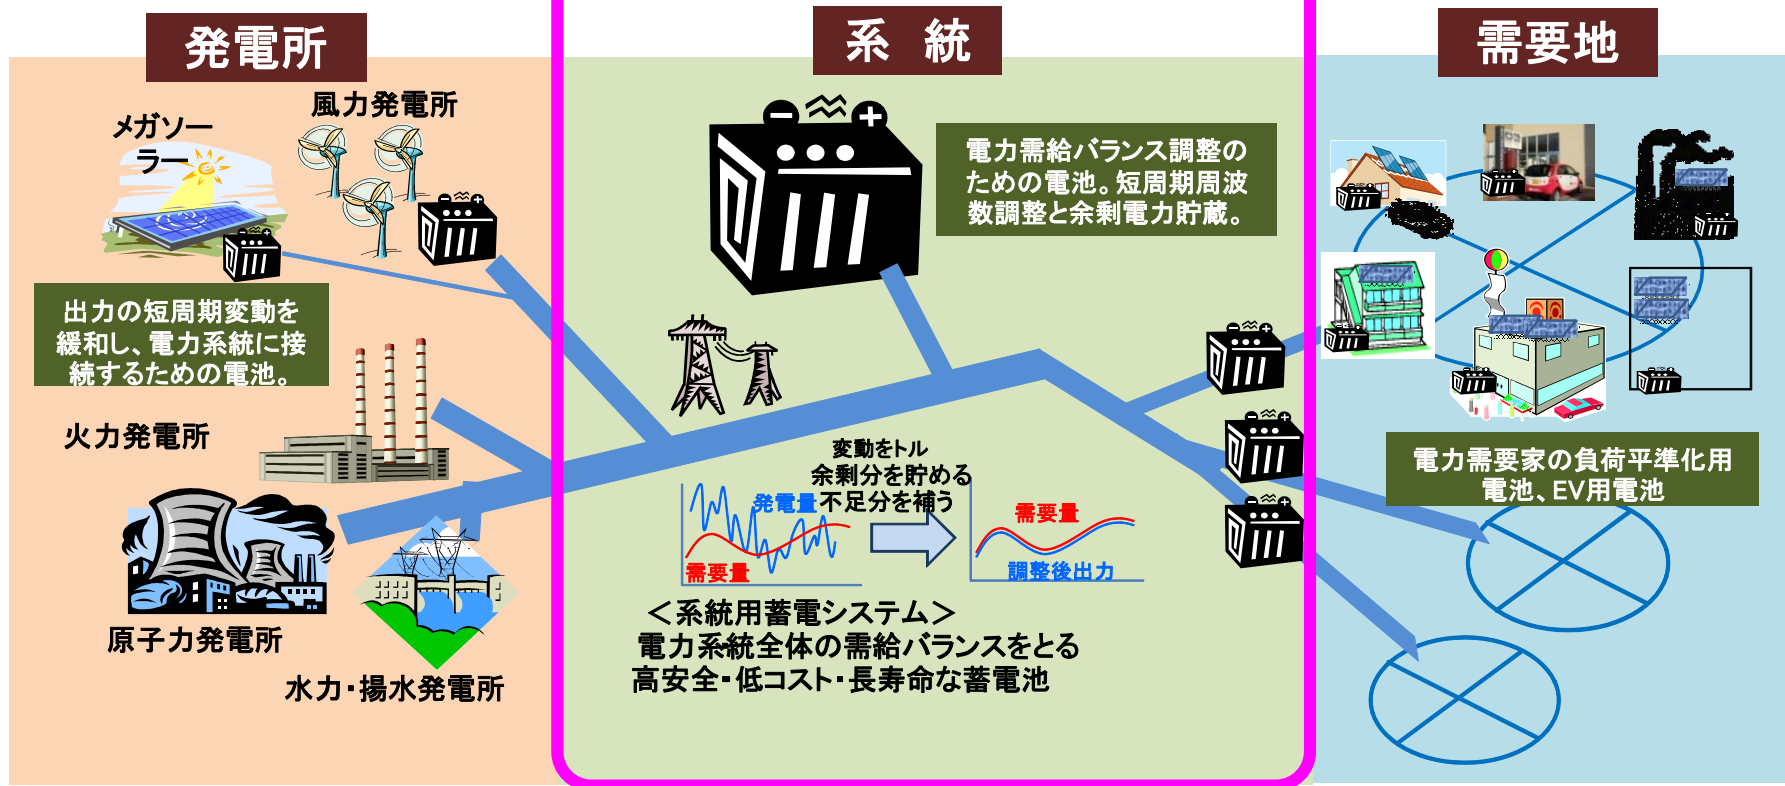 発電所
メガソー
ラー
風力発電所
出力の短周期変動を
緩和し、電力系統に接
続するための電池。
火力発電所
原子力発電所
水力・揚水発電所
系 統
電力需給バランス調整の
ための電池。短周期周波
数調整と余剰電力貯蔵。
変動をトル
余剰分を貯める
不足分を補う
発電量
需要量
需要量
調整後出力
＜系統用蓄電システム＞
電力系統全体の需給バランスをとる
高安全・低コスト・長寿命な蓄電池
需要地
電力需要家の負荷平準化用
電池、EV用電池